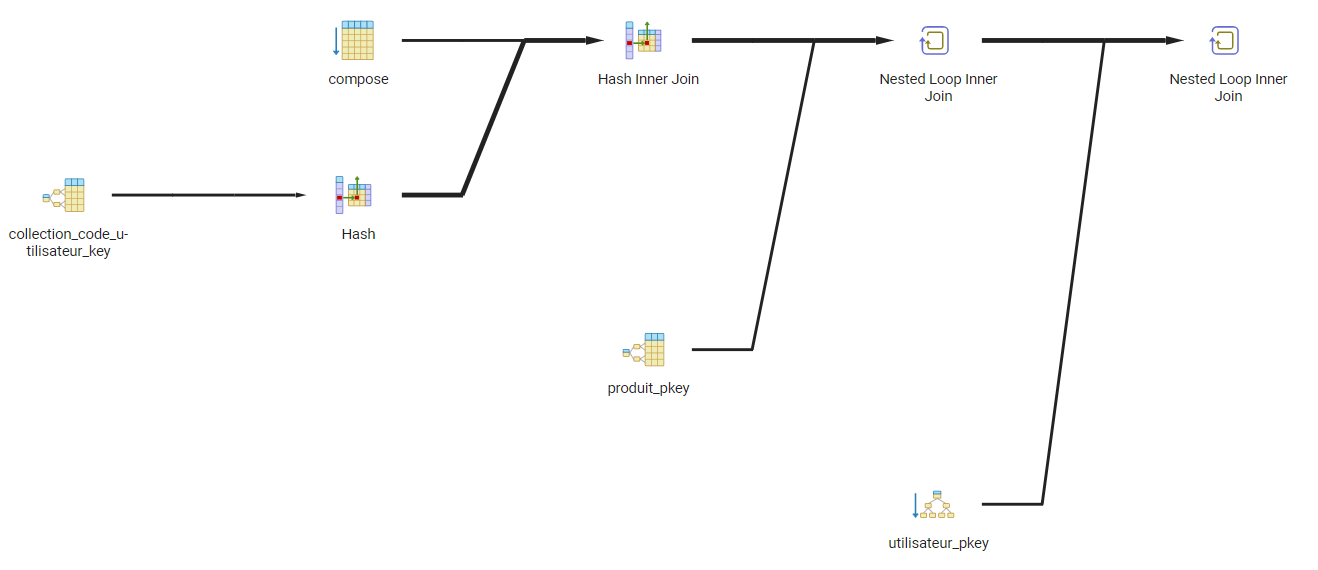 compose
Hash Inner Join
Nested Loop Inner
Join
Nested Loop Inner
Join
collection_code_u-
tilisateur_key
Hash
produit_pkey
utilisateur_pkey